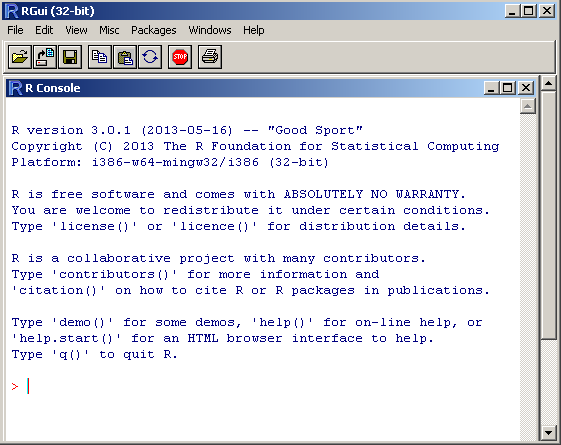 RGui (32-bit)
File Edit View Misc Packages Windows Help
STOP
R Console
R version 3.0.1 (2013-05-16) -- "Good Sport"
Copyright (C) 2013 The R Foundation for Statistical Computing
Platform: i386-w64-mingw32/i386 (32-bit)
R is free software and comes with ABSOLUTELY NO WARRANTY.
You are welcome to redistribute it under certain conditions.
Type 'license()' or 'licence()' for distribution details.
R is a collaborative project with many contributors.
Type 'contributors()' for more information and
'citation()' on how to cite R or R packages in publications.
Type 'demo()' for some demos, 'help()' for on-line help, or
'help.start()' for an HTML browser interface to help.
Type 'q()' to quit R.
>